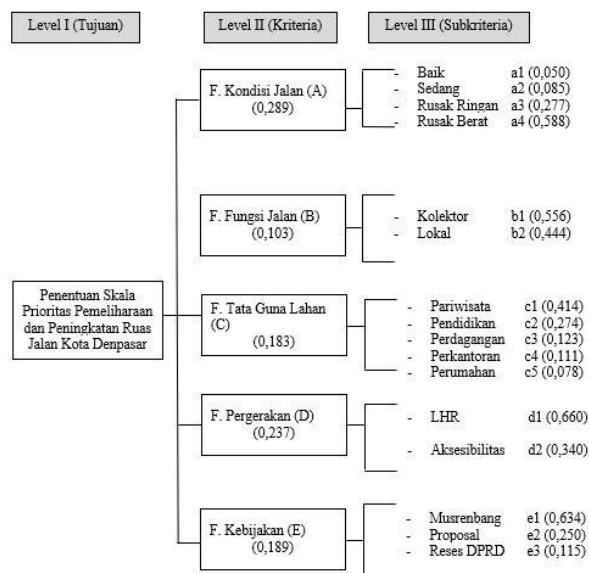 Level I (Tujuan)
Level II (Kriteria)
Level III (Subkriteria)
Penentuan Skala
Prioritas Pemeliharaan
dan Peningkatan Ruas
Jalan Kota Denpasar
F. Kondisi Jalan (A)
(0,289)
- Baik a1 (0,050)
- Sedang a2 (0,085)
- Rusak Ringan a3 (0,277)
- Rusak Berat a4 (0,588)
F. Fungsi Jalan (B)
(0,103)
- Kolektor b1 (0,556)
- Lokal b2 (0,444)
F. Tata Guna Lahan
(C)
(0,183)
- Pariwisata c1 (0,414)
- Pendidikan c2 (0,274)
- Perdagangan c3 (0,123)
- Perkantoran c4 (0,111)
- Perumahan c5 (0,078)
F. Pergerakan (D)
(0,237)
- LHR d1 (0,660)
- Aksesibilitas d2 (0,340)
F. Kebijakan (E)
(0,189)
- Musrenbang e1 (0,634)
- Proposal e2 (0,250)
- Reses DPRD e3 (0,115)